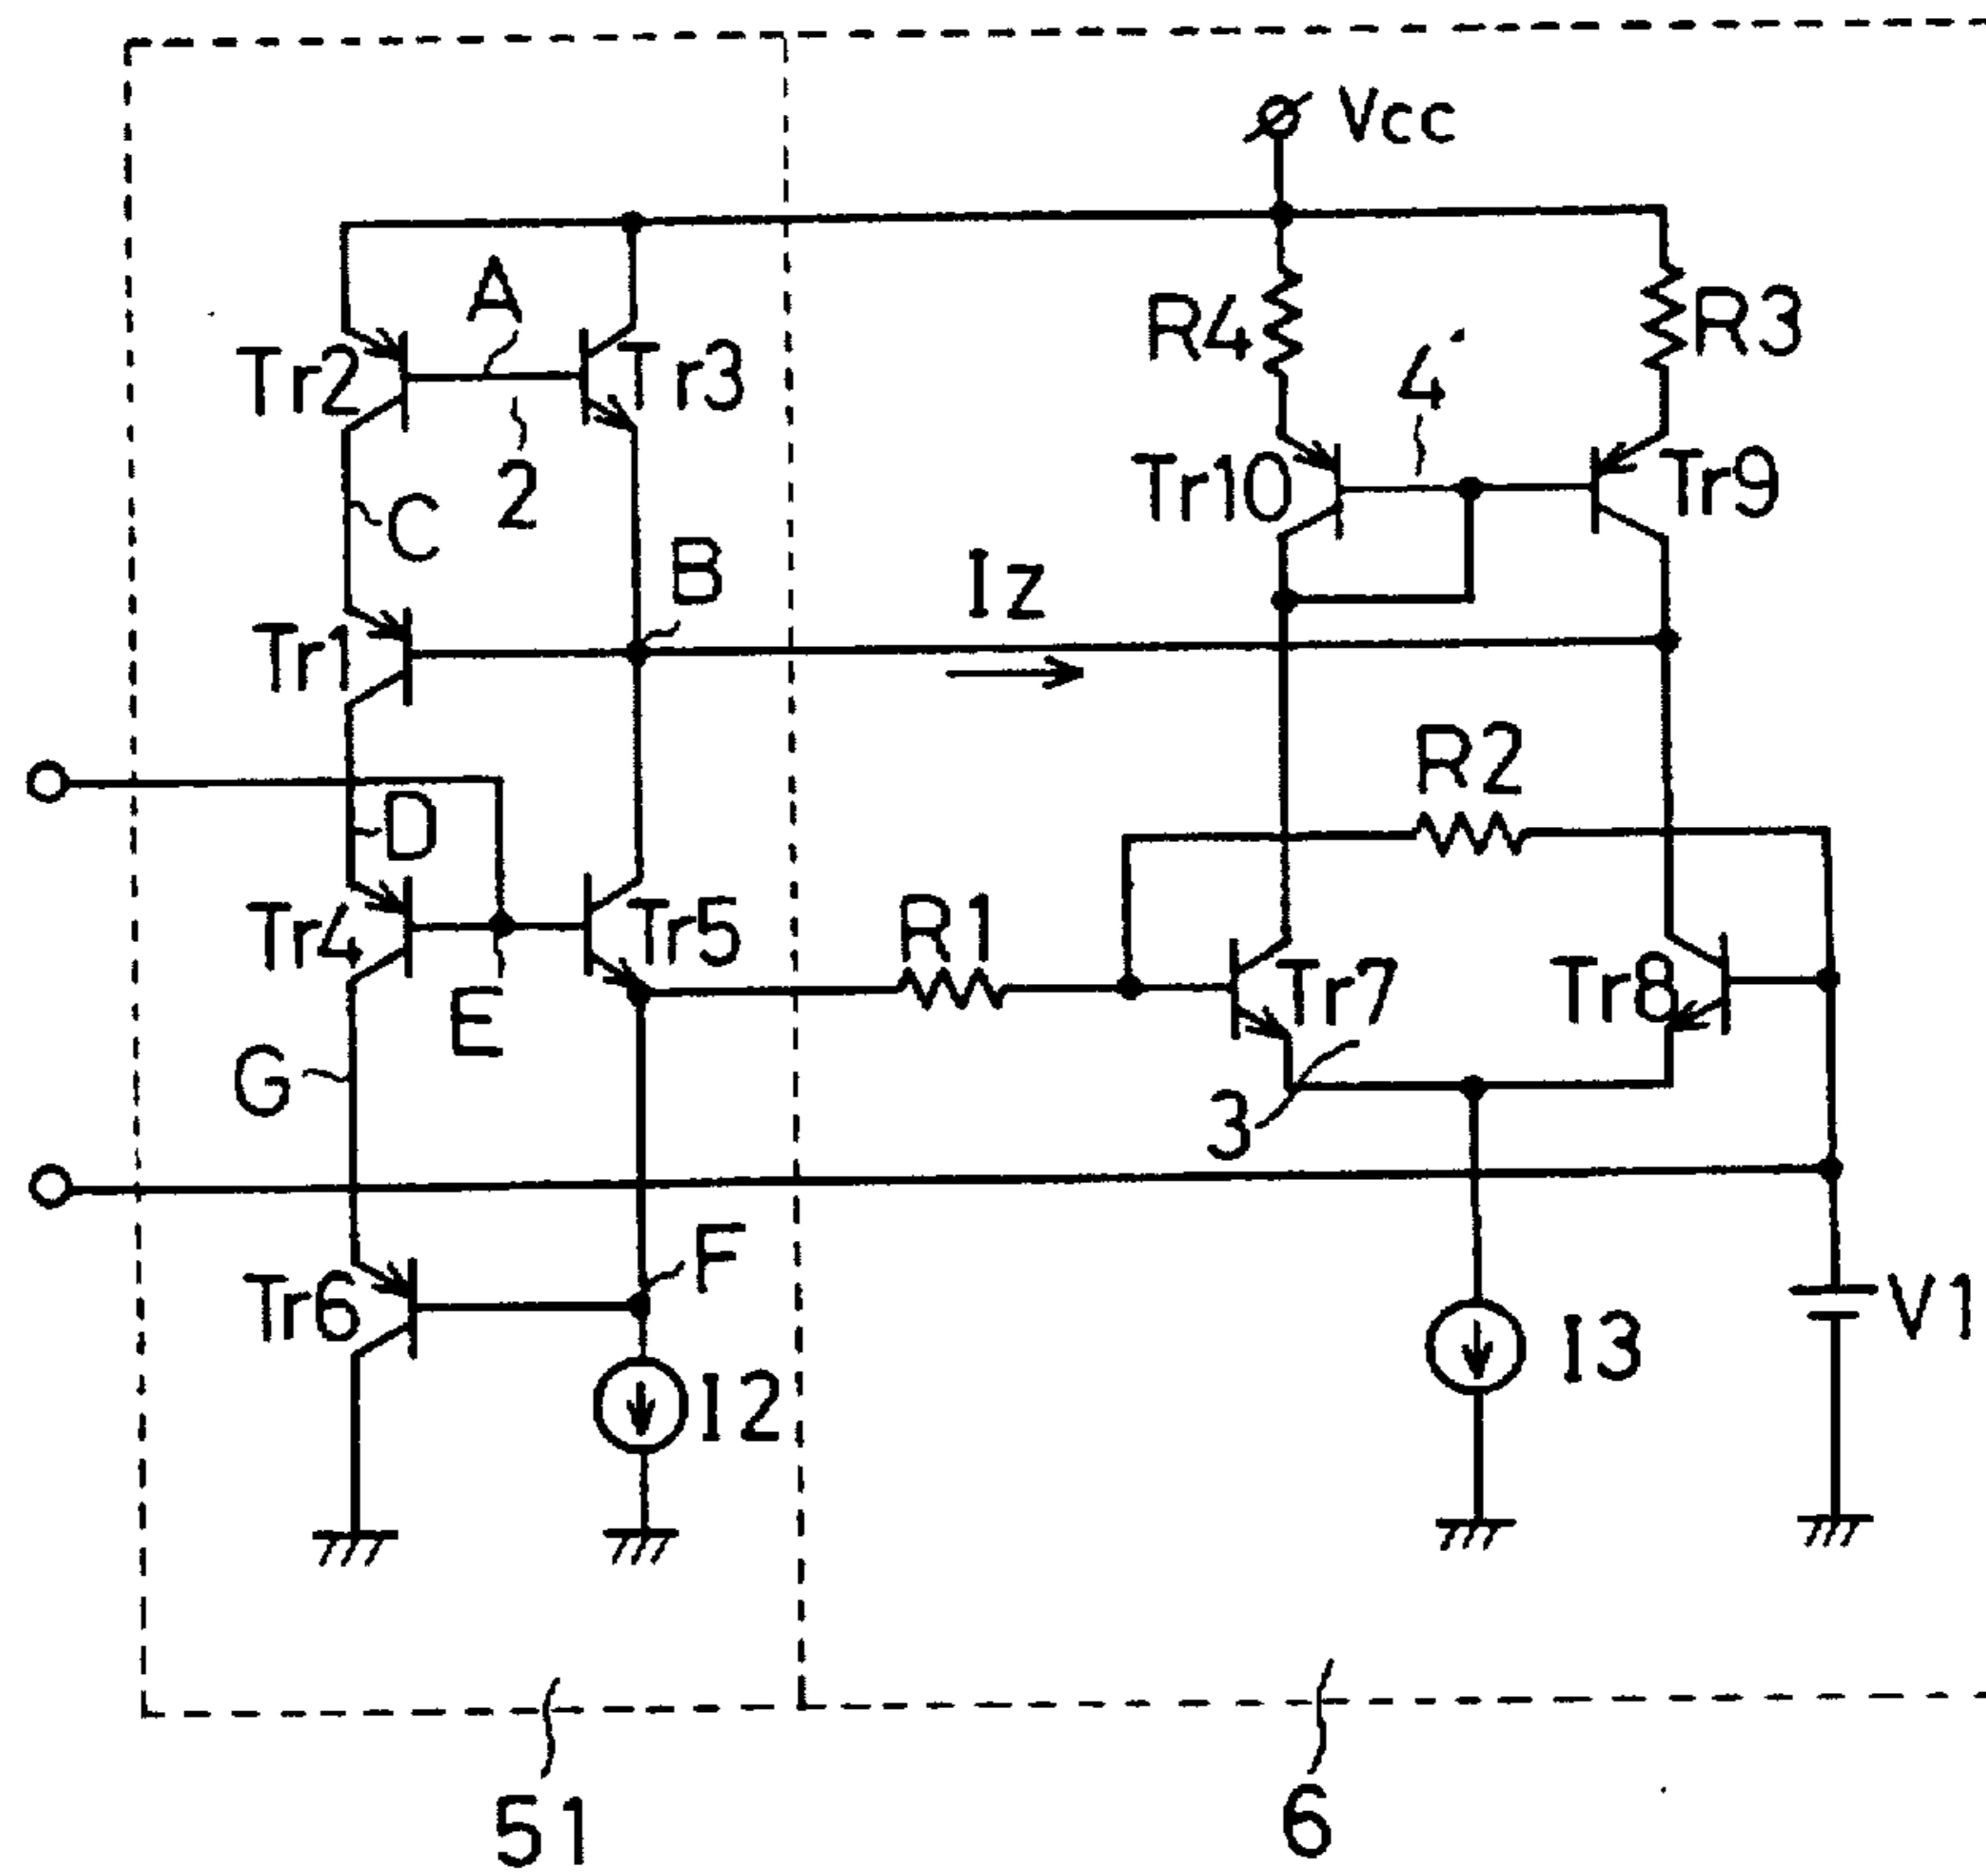 Vcc
A
R4
R3
4
Tr2
Tr3
2
Tr10
Tr9
C
B
Iz
Tr1
R2
D
R1
Tr4
Tr5
Tr7
Tr8
E
G
3
F
Tr6
I2
I3
V1
51
6